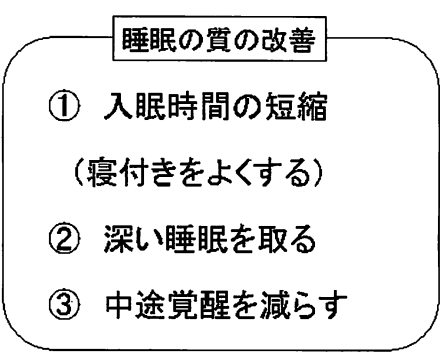 睡眠の質の改善
① 入眠時間の短縮
（寝付きをよくする）
② 深い睡眠を取る
③ 中途覚醒を減らす